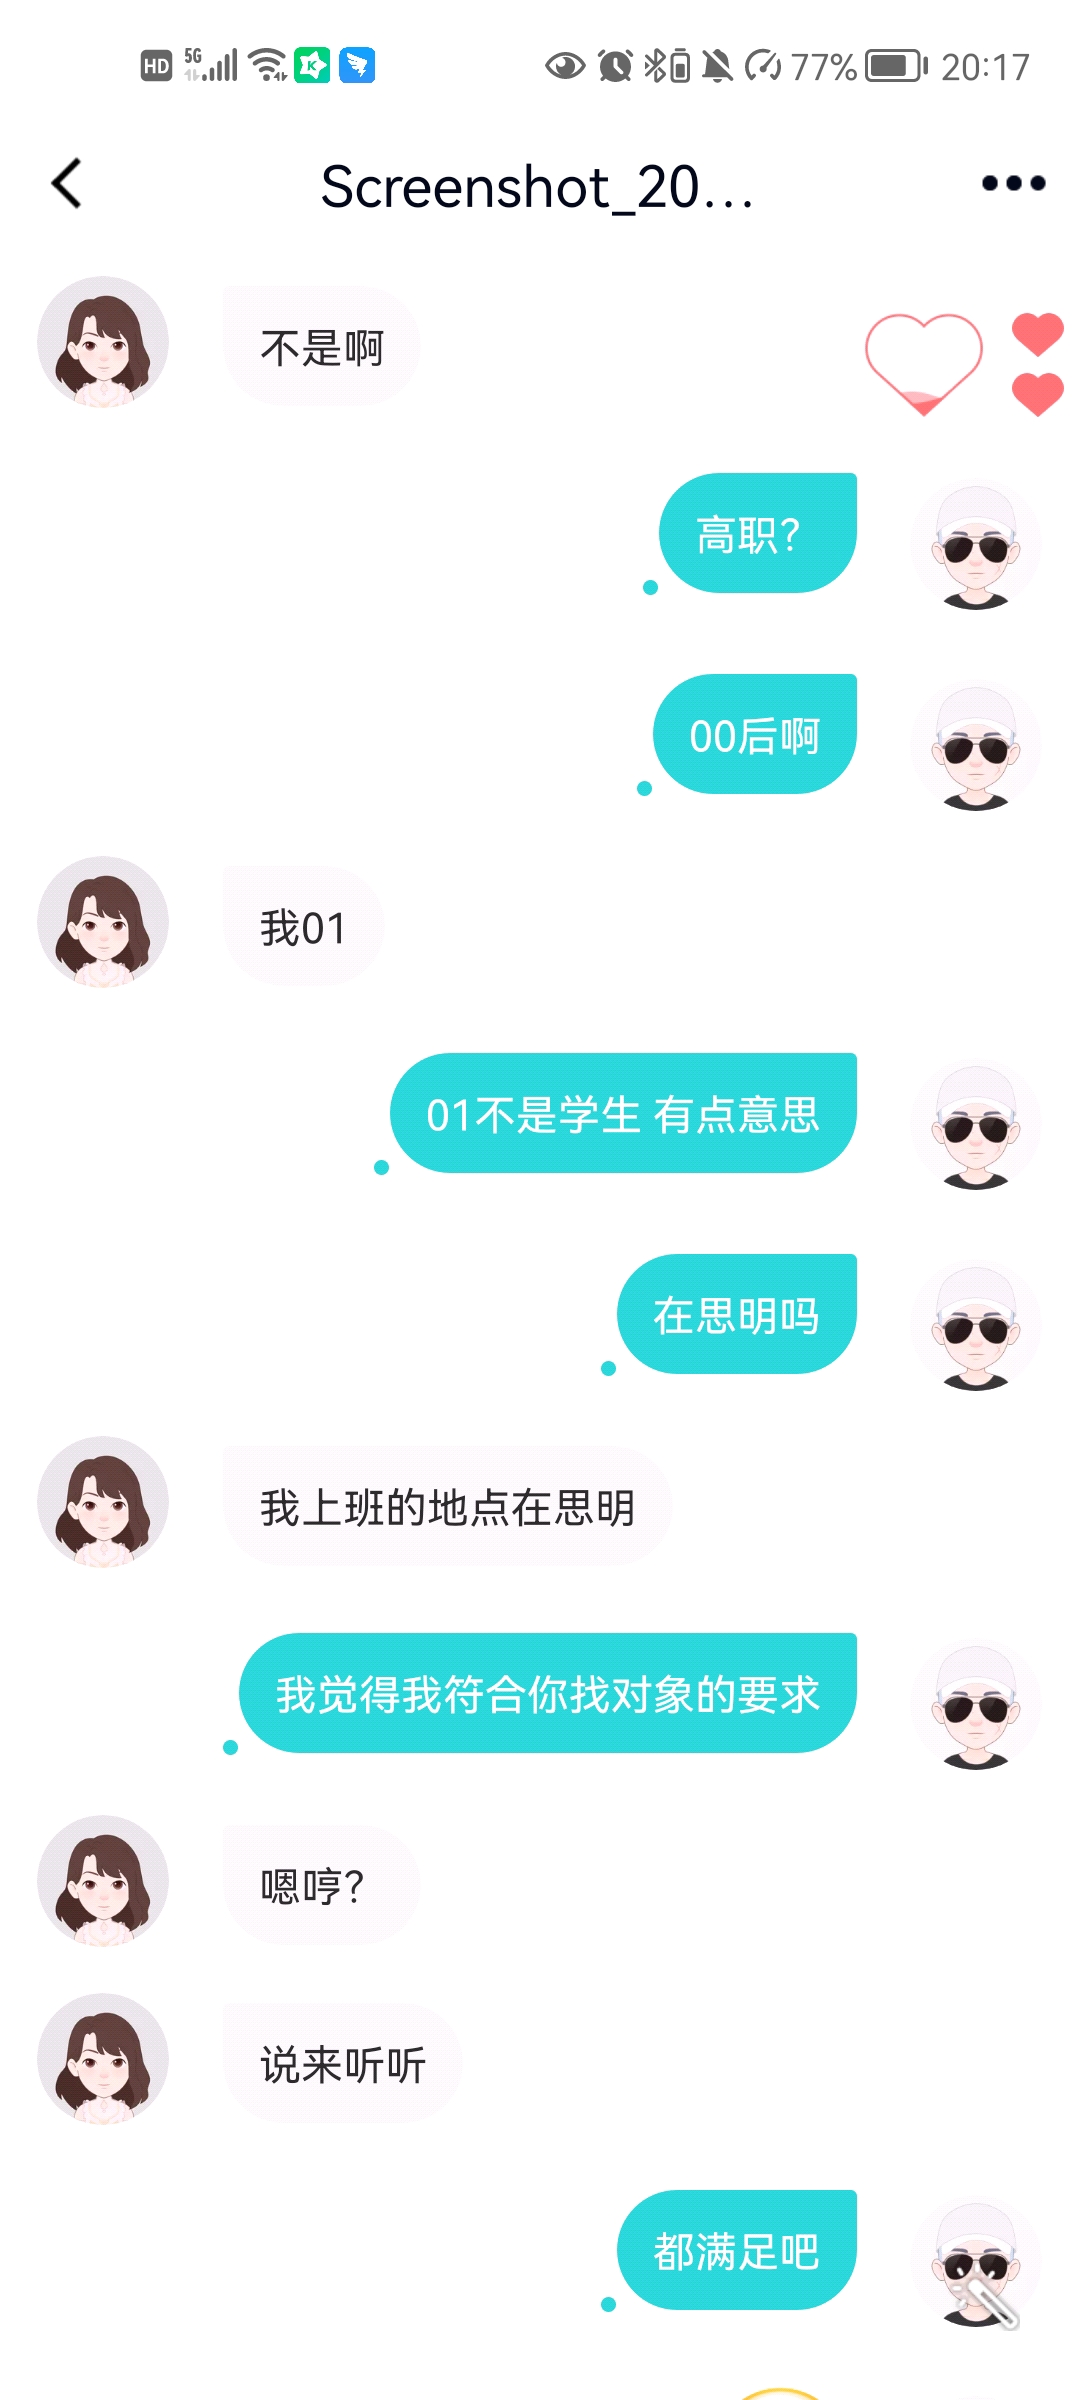 HD 5G 77% 20:17
Screenshot_20...
不是啊
高职？
00后啊
我01
01不是学生 有点意思
在思明吗
我上班的地点在思明
我觉得我符合你找对象的要求
嗯哼？
说来听听
都满足吧